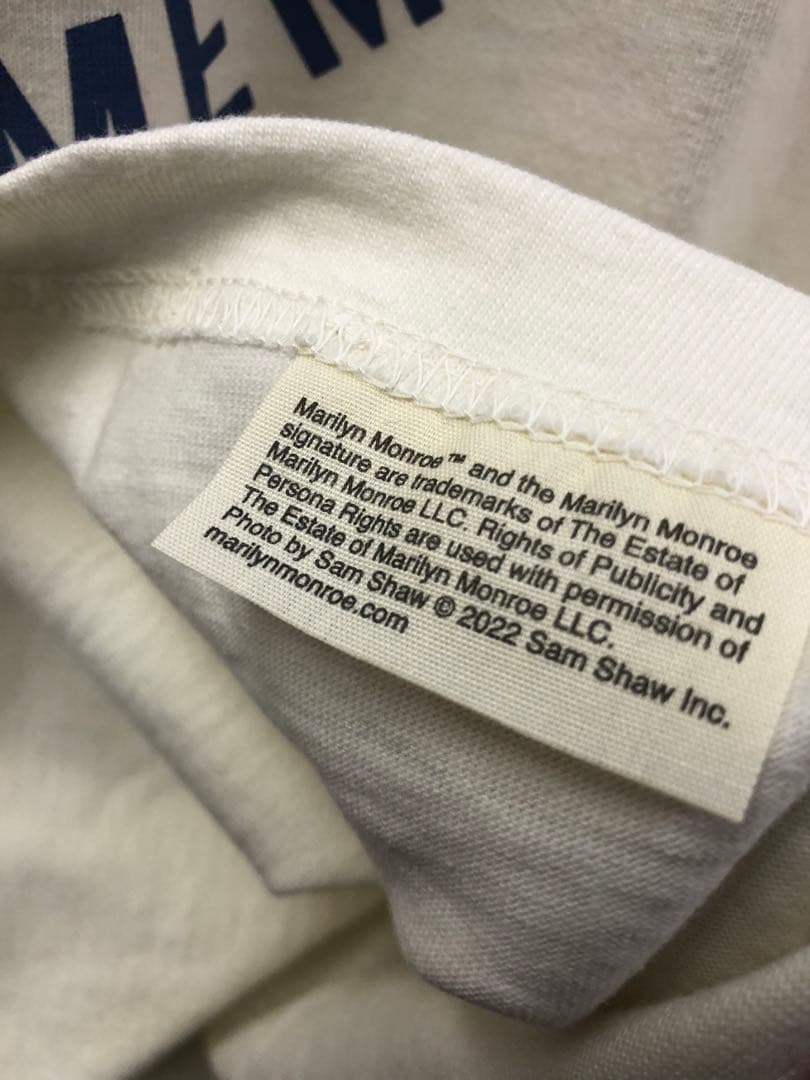 MEM
Marilyn Monroe™ and the Marilyn Monroe
signature are trademarks of The Estate of
Marilyn Monroe LLC. Rights of Publicity and
Persona Rights are used with permission of
The Estate of Marilyn Monroe LLC.
Photo by Sam Shaw © 2022 Sam Shaw Inc.
marilynmonroe.com